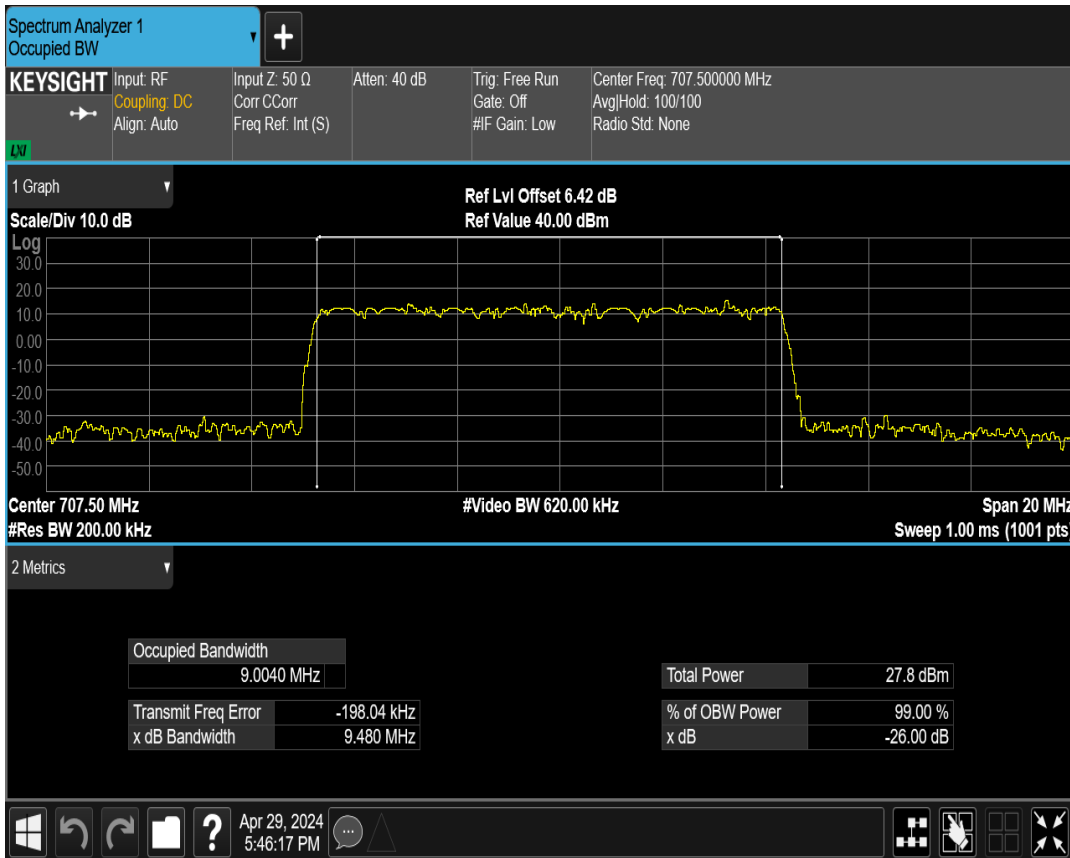 Spectrum Analyzer 1
Occupied BW
KEYSIGHT
LXI
Input: RF
Coupling: DC
Align: Auto
Input Z: 50 Ω
Corr CCorr
Freq Ref: Int (S)
Atten: 40 dB
Trig: Free Run
Gate: Off
#IF Gain: Low
Center Freq: 707.500000 MHz
Avg|Hold: 100/100
Radio Std: None
1 Graph
Scale/Div 10.0 dB
Ref Lvl Offset 6.42 dB
Ref Value 40.00 dBm
Log
30.0
20.0
10.0
0.00
-10.0
-20.0
-30.0
-40.0
-50.0
Center 707.50 MHz
#Res BW 200.00 kHz
#Video BW 620.00 kHz
Span 20 MHz
Sweep 1.00 ms (1001 pts)
2 Metrics
Occupied Bandwidth
9.0040 MHz
Total Power 27.8 dBm
Transmit Freq Error -198.04 kHz
x dB Bandwidth 9.480 MHz
% of OBW Power 99.00 %
x dB -26.00 dB
Apr 29, 2024
5:46:17 PM